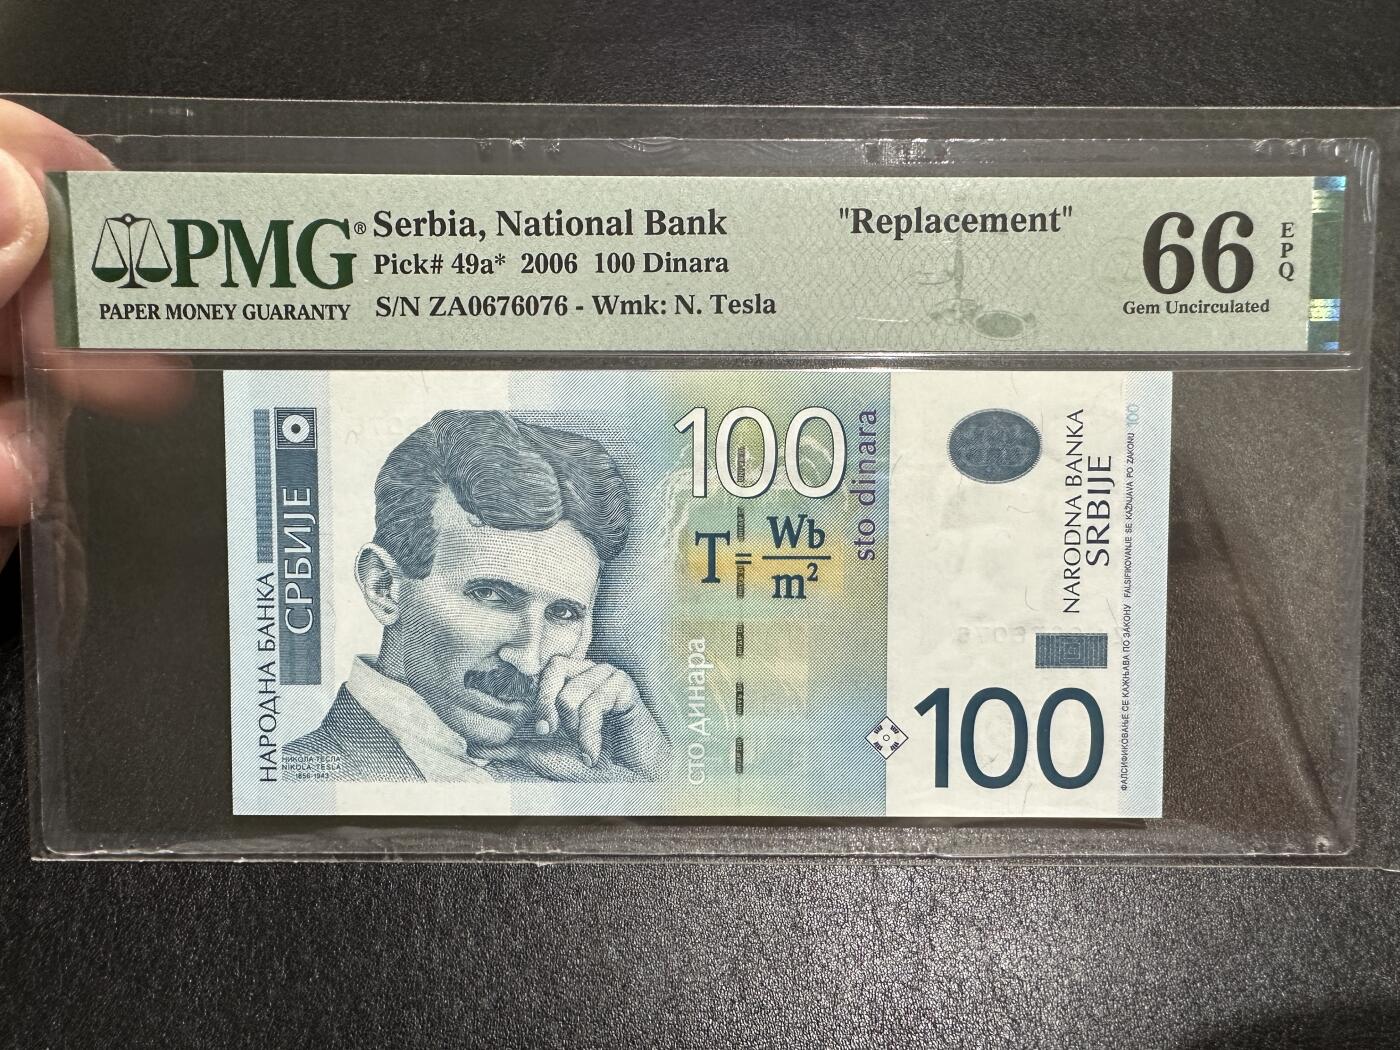 PMG®
PAPER MONEY GUARANTY
Serbia, National Bank
Pick# 49a* 2006 100 Dinara
S/N ZA0676076 - Wmk: N. Tesla
"Replacement"
66
EPQ
Gem Uncirculated
НАРОДНА БАНКА
СРБИЈЕ
НИКОЛА ТЕСЛА
NIKOLA TESLA
1856-1943
100
sto dinara
T = Wb/m²
сто динара
NARODNA BANKA
SRBIJE
100
ФАЛСИФИКОВАЊЕ СЕ КАЖЊАВА ПО ЗАКОНУ FALSIFIKOVANJE SE KAŽNJAVA PO ZAKONU 100